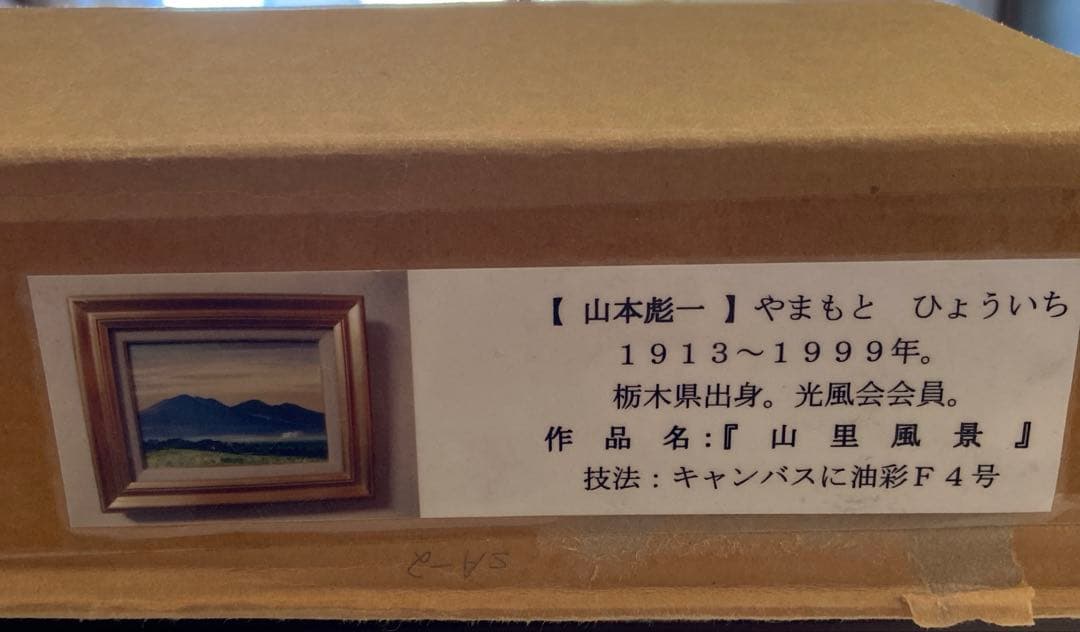 【 山本彪一 】やまもと　ひょういち
１９１３～１９９９年。
栃木県出身。光風会会員。
作　品　名：『　山　里　風　景　』
技法：キャンバスに油彩Ｆ４号
SA-2